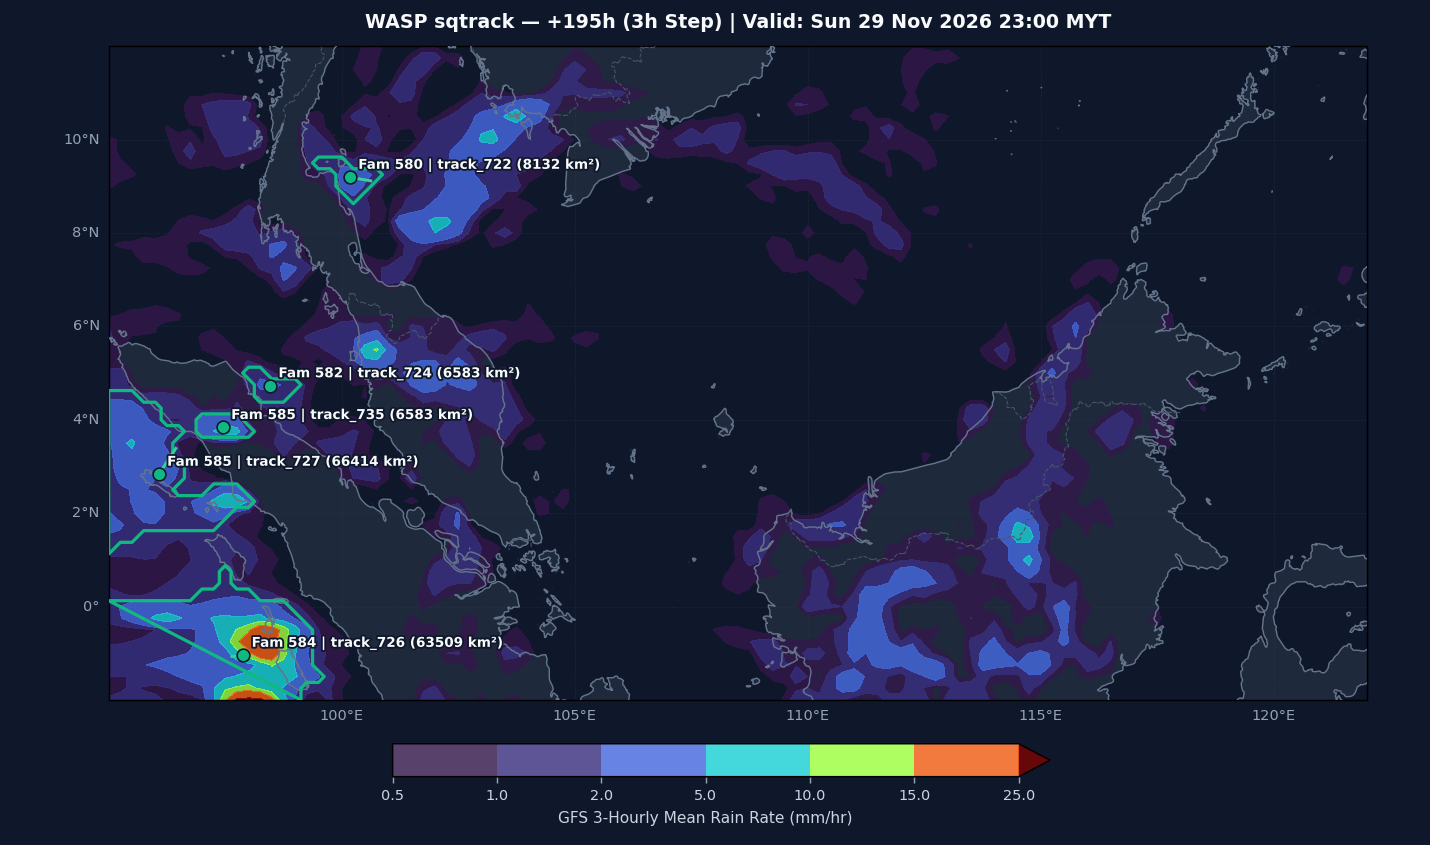 WASP sqtrack — +195h (3h Step) | Valid: Sun 29 Nov 2026 23:00 MYT
10°N
8°N
6°N
4°N
2°N
0°
Fam 580 | track_722 (8132 km²)
Fam 582 | track_724 (6583 km²)
Fam 585 | track_735 (6583 km²)
Fam 585 | track_727 (66414 km²)
Fam 584 | track_726 (63509 km²)
100°E 105°E 110°E 115°E 120°E
0.5 1.0 2.0 5.0 10.0 15.0 25.0
GFS 3-Hourly Mean Rain Rate (mm/hr)